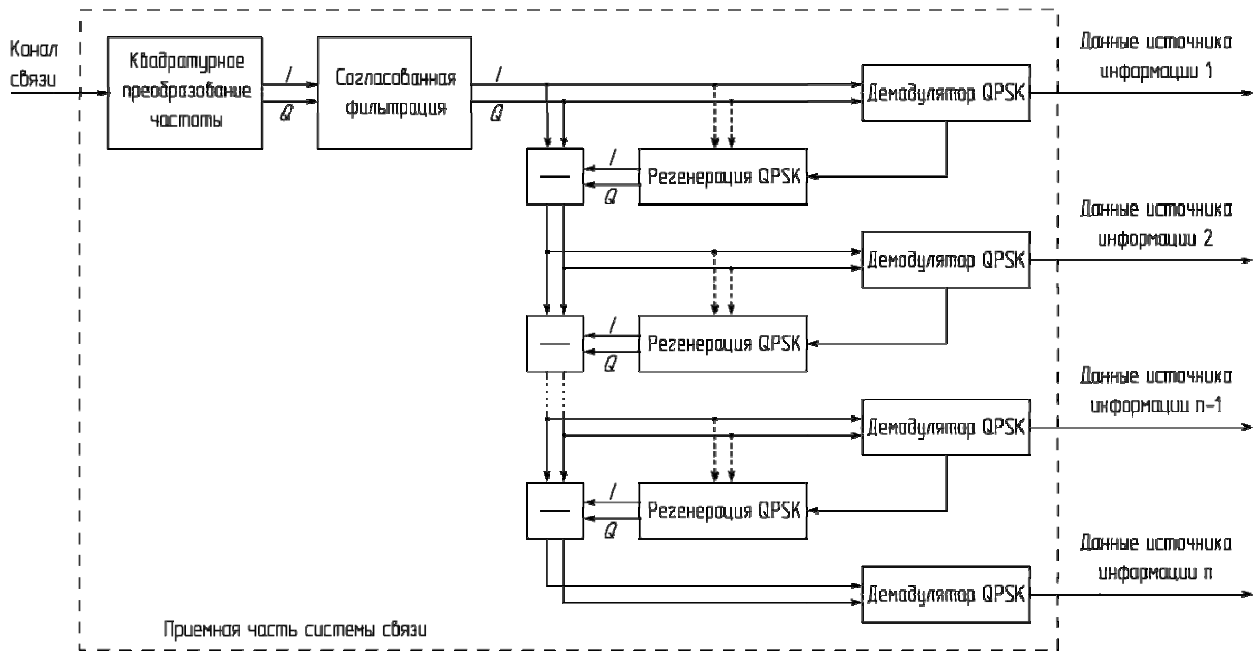 Канал
связи
Квадратурное
преобразование
частоты
I
Q
Согласованная
фильтрация
I
Q
Демодулятор QPSK
Данные источника
информации 1
—
I
Q
Регенерация QPSK
Данные источника
информации 2
Демодулятор QPSK
—
I
Q
Регенерация QPSK
Данные источника
информации n-1
Демодулятор QPSK
—
I
Q
Регенерация QPSK
Данные источника
информации n
Демодулятор QPSK
Приемная часть системы связи